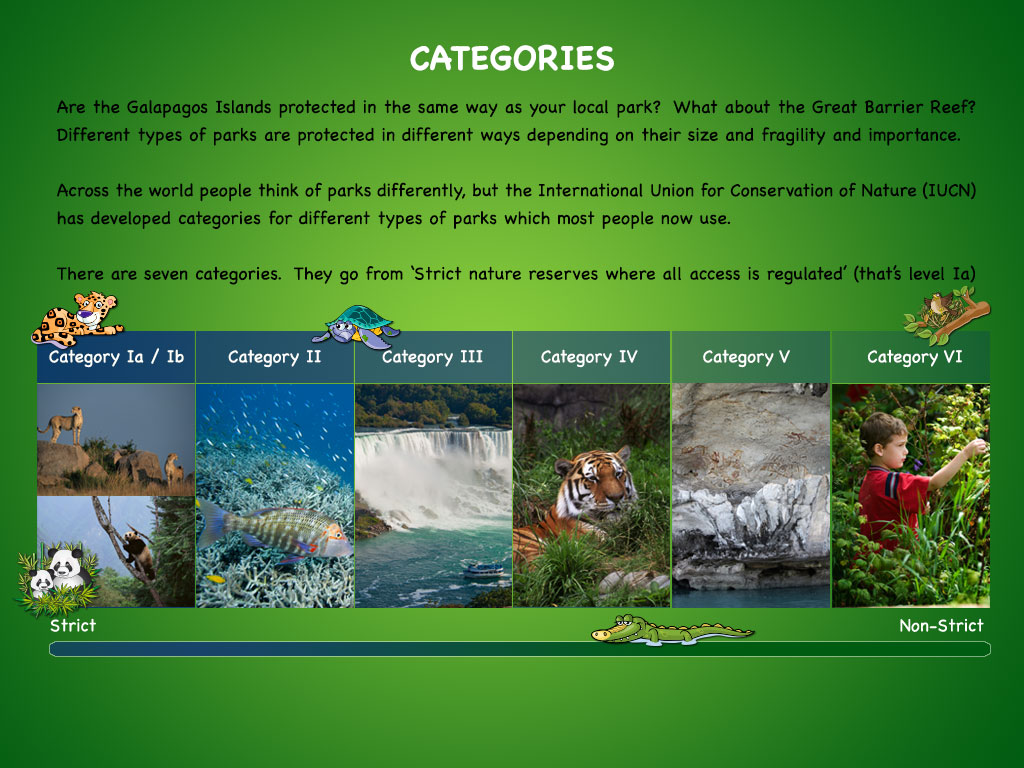 CATEGORIES
Are the Galapagos Islands protected in the same way as your local park? What about the Great Barrier Reef?
Different types of parks are protected in different ways depending on their size and fragility and importance.
Across the world people think of parks differently, but the International Union for Conservation of Nature (IUCN)
has developed categories for different types of parks which most people now use.
There are seven categories. They go from ‘Strict nature reserves where all access is regulated’ (that’s level Ia)
Category Ia / Ib
Category II
Category III
Category IV
Category V
Category VI
Strict
Non-Strict